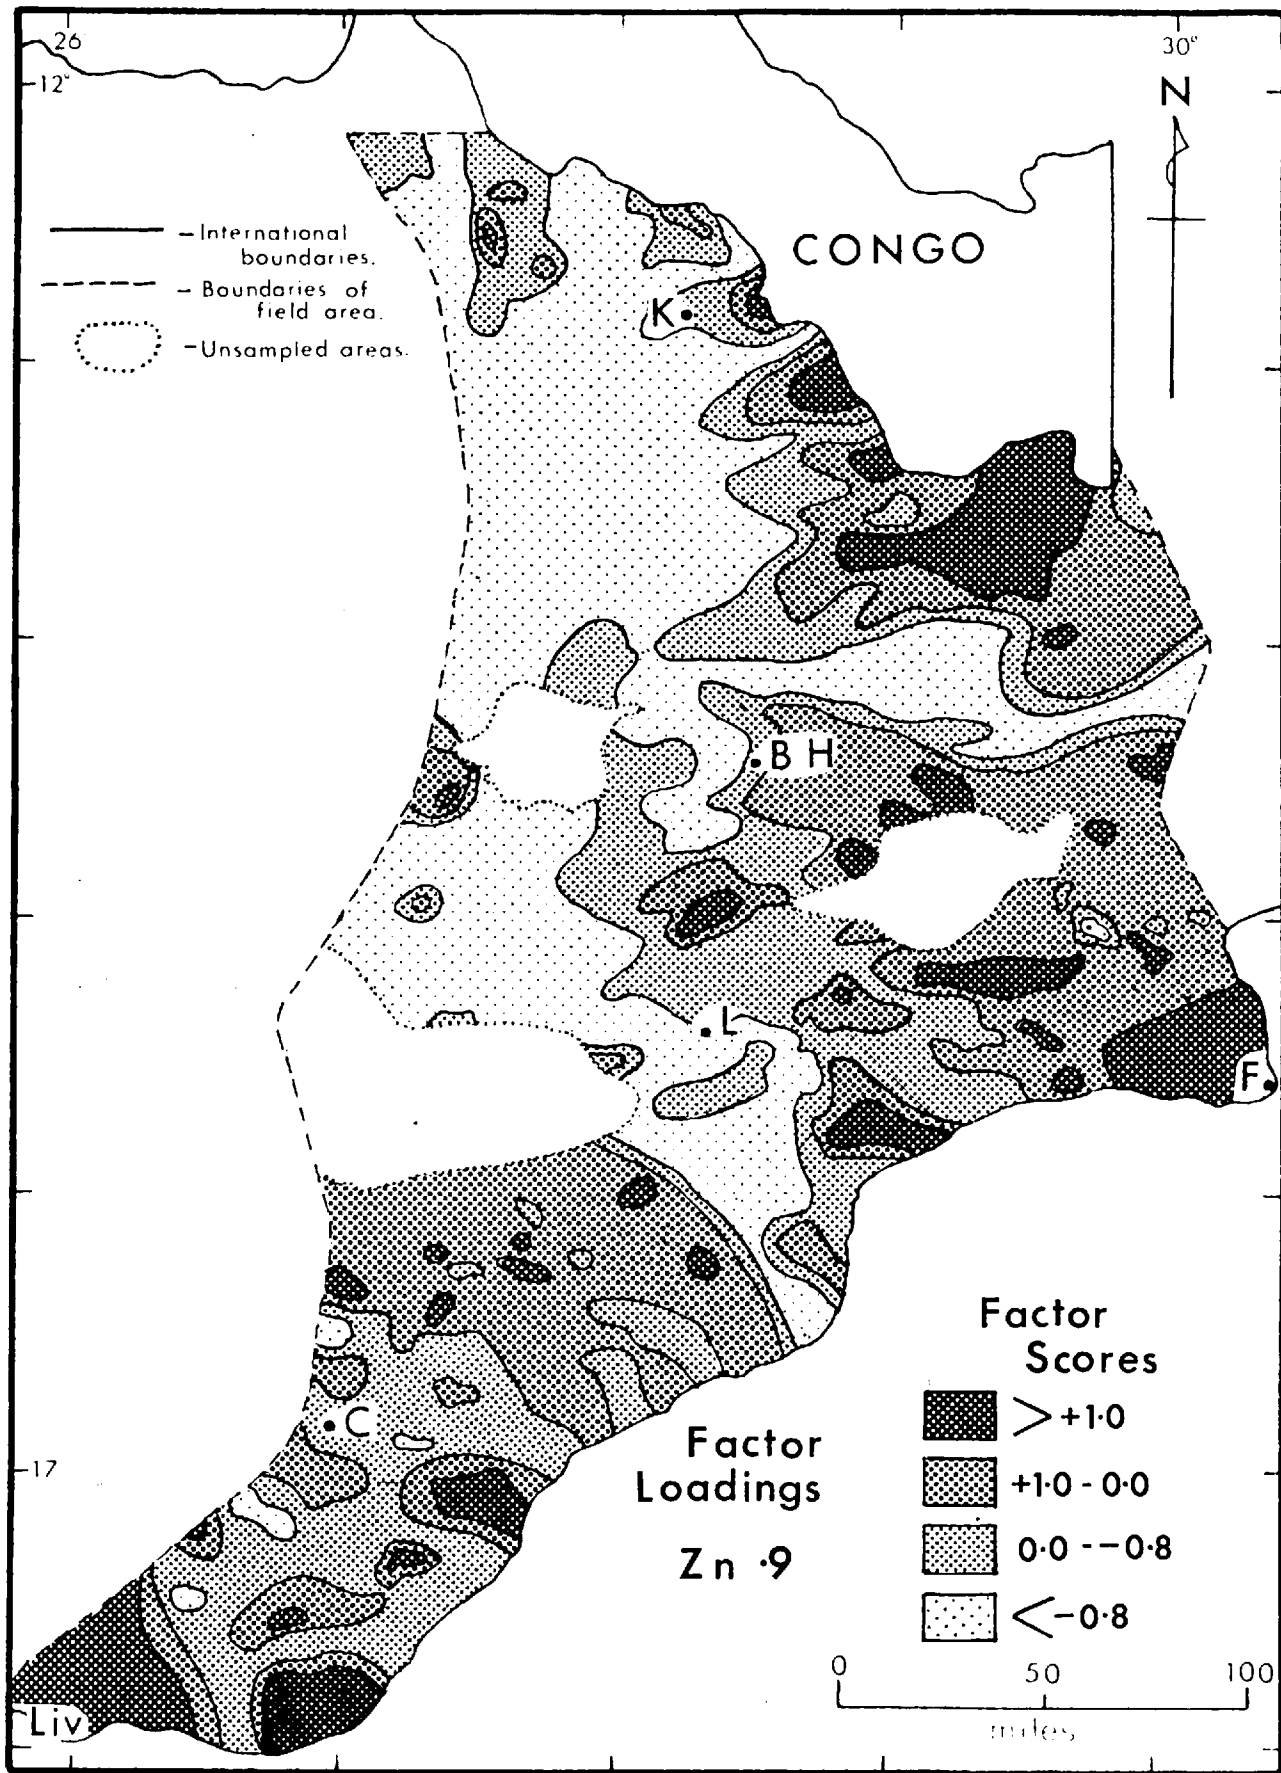 26
30°
12°
N
— International
boundaries.
— Boundaries of
field area.
— Unsampled areas.
CONGO
K
B H
L
F
C
17
Liv
Factor
Loadings
Zn ·9
Factor
Scores
> +1·0
+1·0 - 0·0
0·0 - -0·8
< -0·8
0 50 100
miles